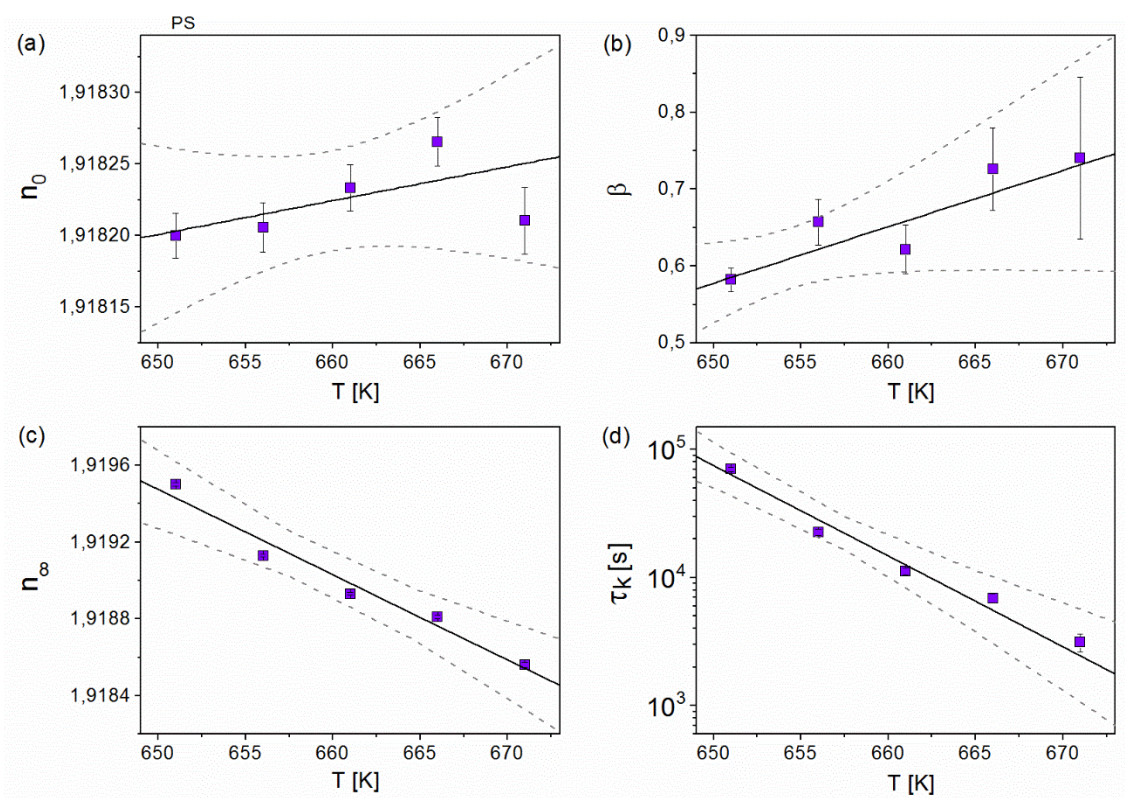 PS
(a)
n0
1,91830
1,91825
1,91820
1,91815
650 655 660 665 670
T [K]
(b)
β
0,9
0,8
0,7
0,6
0,5
650 655 660 665 670
T [K]
(c)
n8
1,9196
1,9192
1,9188
1,9184
650 655 660 665 670
T [K]
(d)
τk [s]
10^5
10^4
10^3
650 655 660 665 670
T [K]